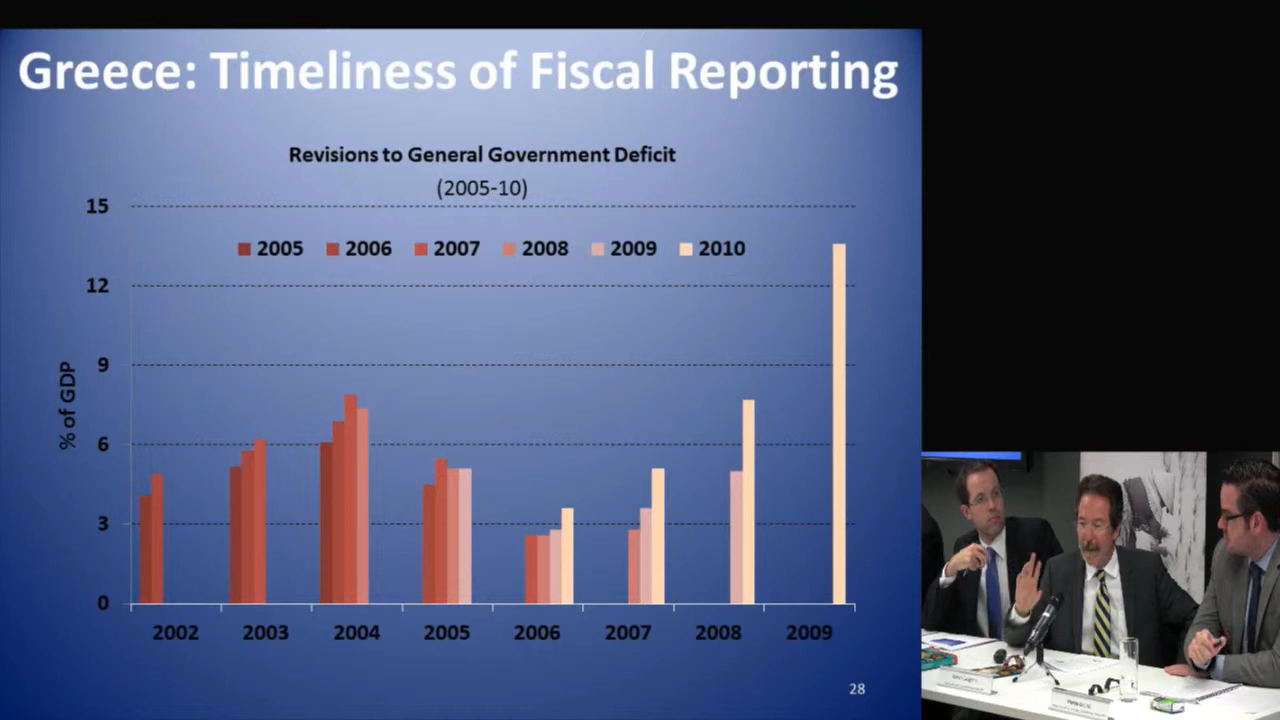 Greece: Timeliness of Fiscal Reporting
Revisions to General Government Deficit
(2005-10)
% of GDP
15
12
9
6
3
0
2005 2006 2007 2008 2009 2010
2002 2003 2004 2005 2006 2007 2008 2009
28